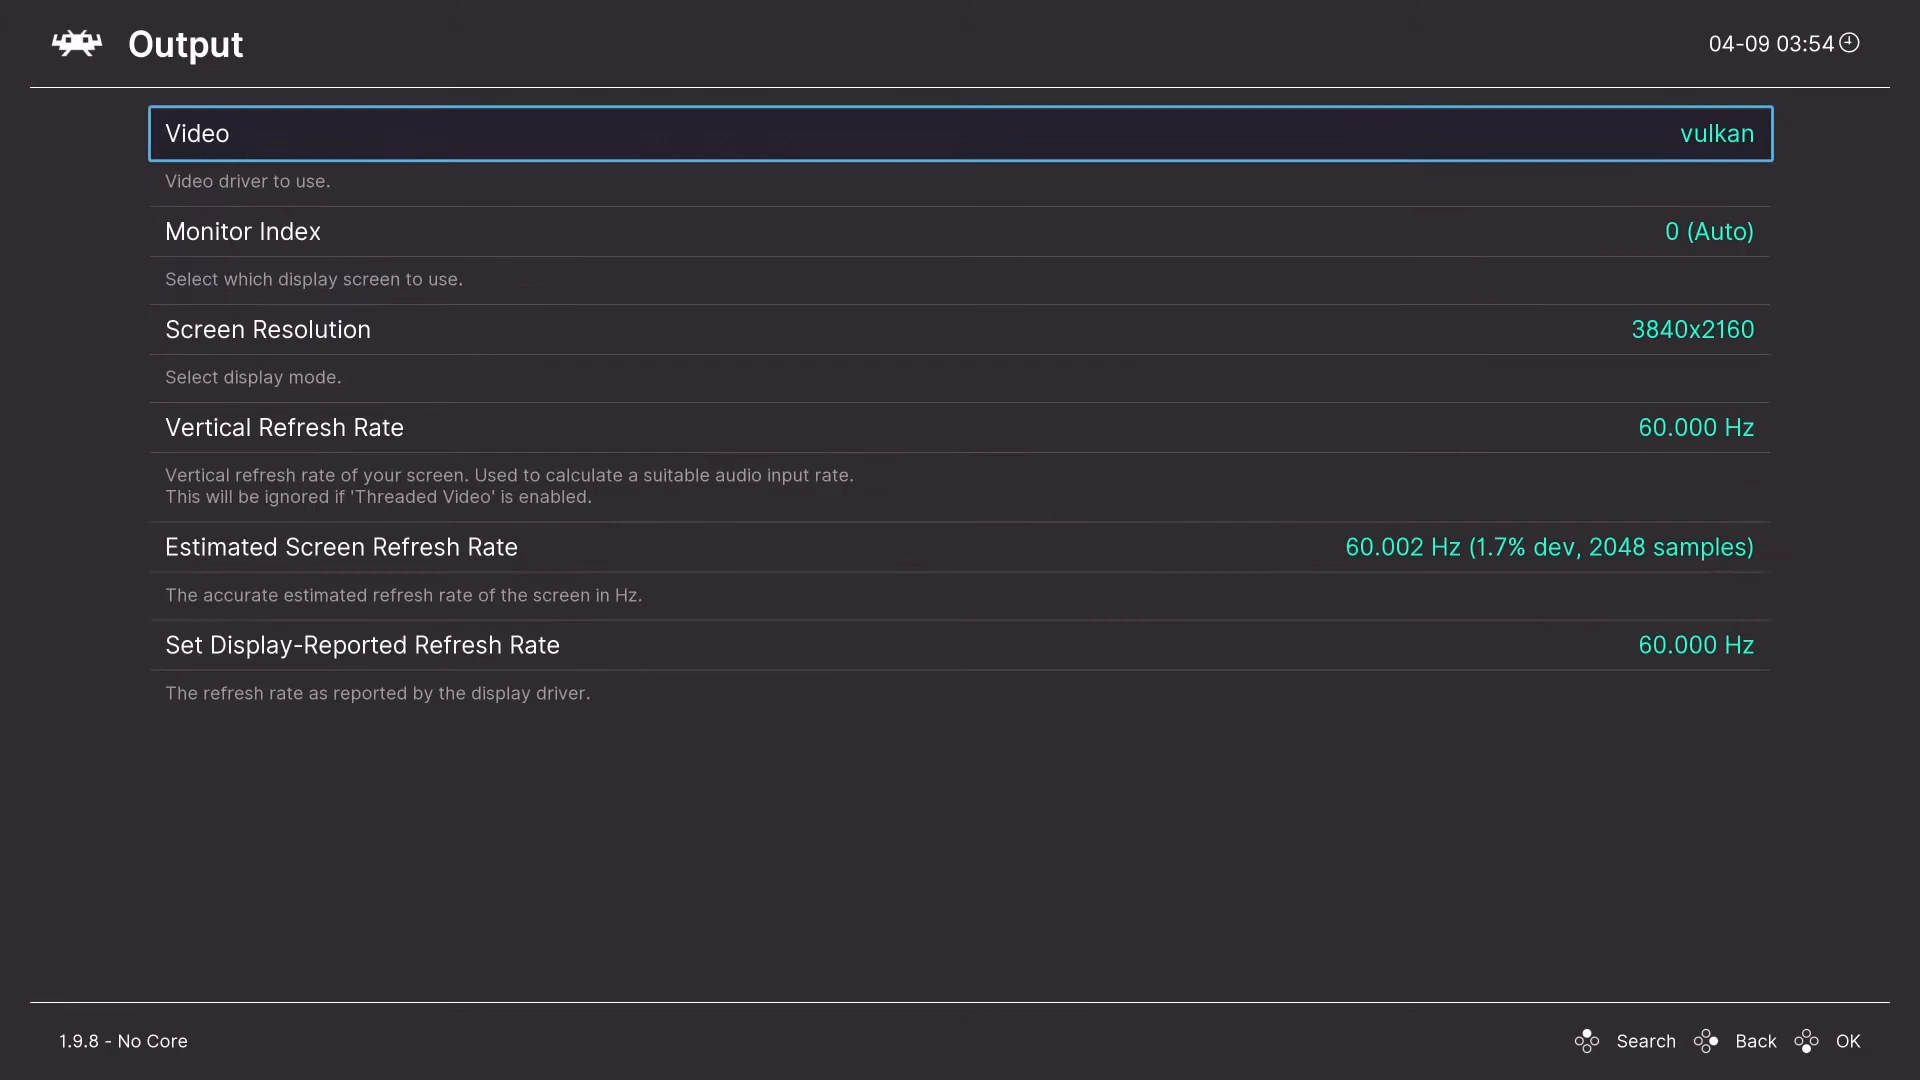 Output
04-09 03:54
Video vulkan
Video driver to use.
Monitor Index 0 (Auto)
Select which display screen to use.
Screen Resolution 3840x2160
Select display mode.
Vertical Refresh Rate 60.000 Hz
Vertical refresh rate of your screen. Used to calculate a suitable audio input rate.
This will be ignored if 'Threaded Video' is enabled.
Estimated Screen Refresh Rate 60.002 Hz (1.7% dev, 2048 samples)
The accurate estimated refresh rate of the screen in Hz.
Set Display-Reported Refresh Rate 60.000 Hz
The refresh rate as reported by the display driver.
1.9.8 - No Core
Search Back OK